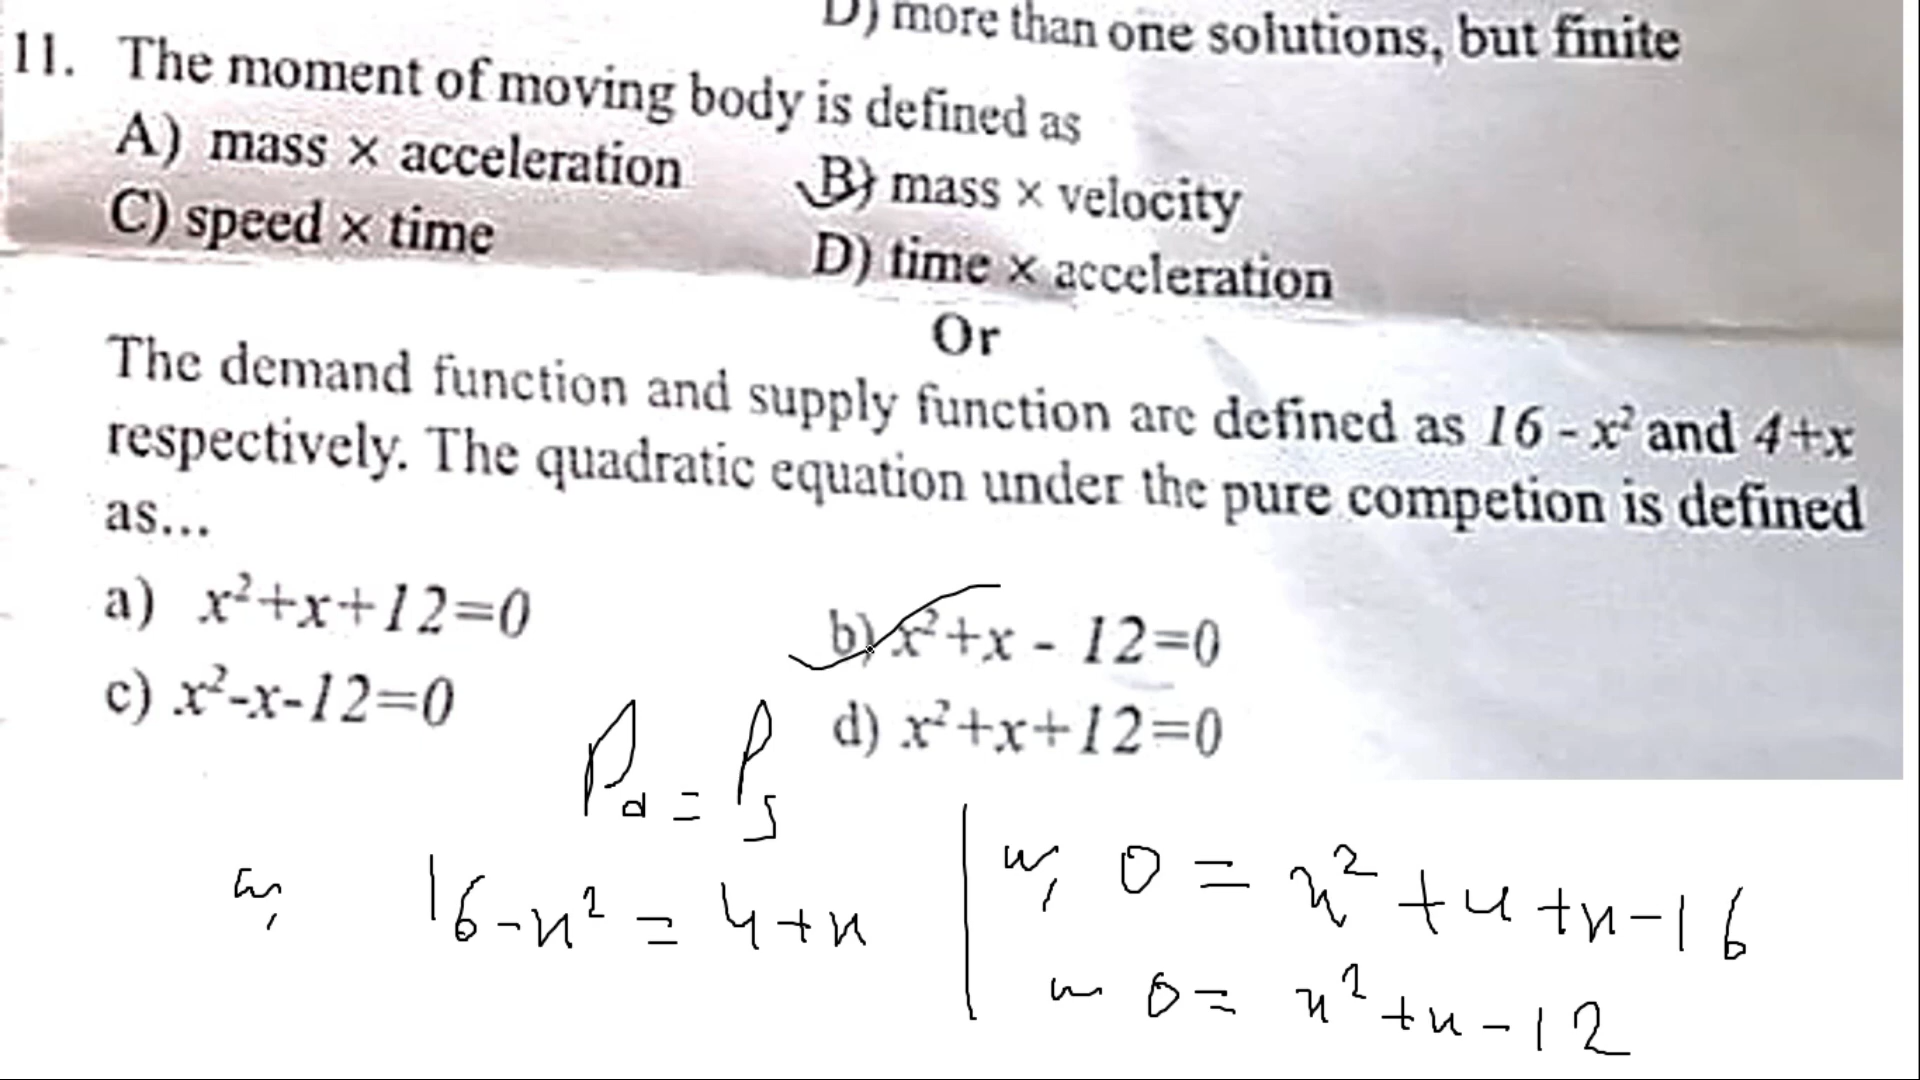 D) more than one solutions, but finite
11. The moment of moving body is defined as
A) mass × acceleration B) mass × velocity
C) speed × time D) time × acceleration
Or
The demand function and supply function are defined as 16 - x² and 4+x
respectively. The quadratic equation under the pure competion is defined
as...
a) x²+x+12=0 b) x²+x - 12=0
c) x²-x-12=0 d) x²+x+12=0
Pd = Ps
or, 16-x² = 4+x
or, 0 = x²+4+x-16
or 0 = x²+x-12